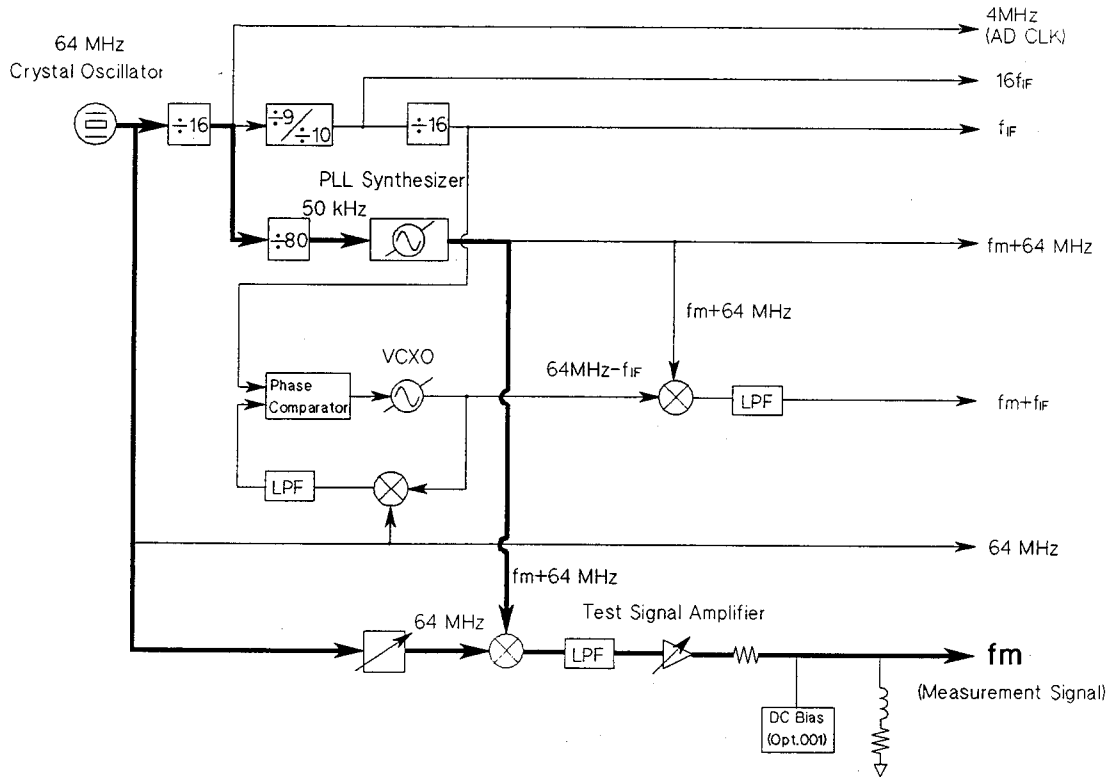 64 MHz
Crystal Oscillator
4MHz
(AD CLK)
16fIF
÷16
÷9
÷10
÷16
fIF
PLL Synthesizer
50 kHz
÷80
fm+64 MHz
fm+64 MHz
VCXO
64MHz-fIF
Phase
Comparator
LPF
fm+fIF
LPF
64 MHz
fm+64 MHz
Test Signal Amplifier
64 MHz
LPF
fm
(Measurement Signal)
DC Bias
(Opt.001)